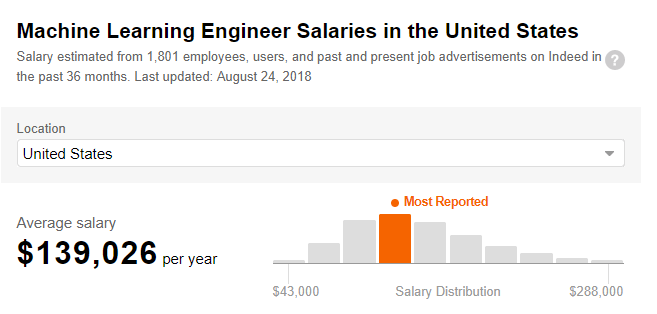 Machine Learning Engineer Salaries in the United States
Salary estimated from 1,801 employees, users, and past and present job advertisements on Indeed in
the past 36 months. Last updated: August 24, 2018
?
Location
United States
Most Reported
Average salary
$139,026 per year
$43,000 Salary Distribution $288,000